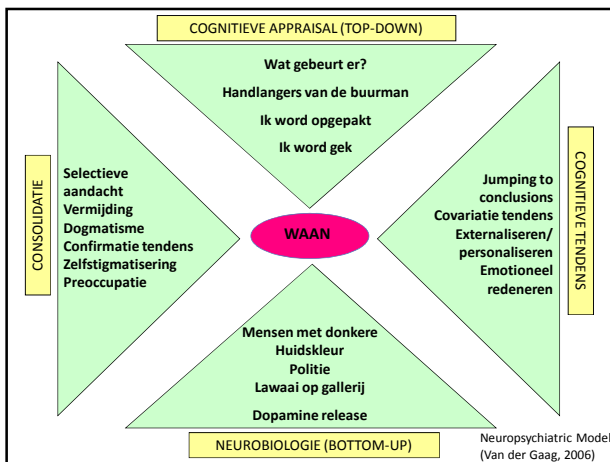 COGNITIEVE APPRAISAL (TOP-DOWN)
Wat gebeurt er?
Handlangers van de buurman
Ik word opgepakt
Ik word gek
CONSOLIDATIE
Selectieve
aandacht
Vermijding
Dogmatisme
Confirmatie tendens
Zelfstigmatisering
Preoccupatie
WAAN
Jumping to
conclusions
Covariatie tendens
Externaliseren/
personaliseren
Emotioneel
redeneren
COGNITIEVE TENDENS
Mensen met donkere
Huidskleur
Politie
Lawaai op gallerij
Dopamine release
NEUROBIOLOGIE (BOTTOM-UP)
Neuropsychiatric Model
(Van der Gaag, 2006)